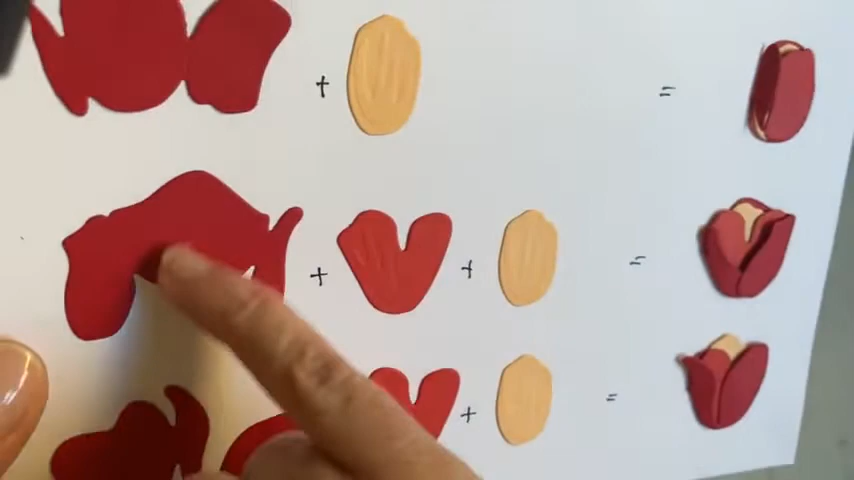 + =
+ + =
+ =